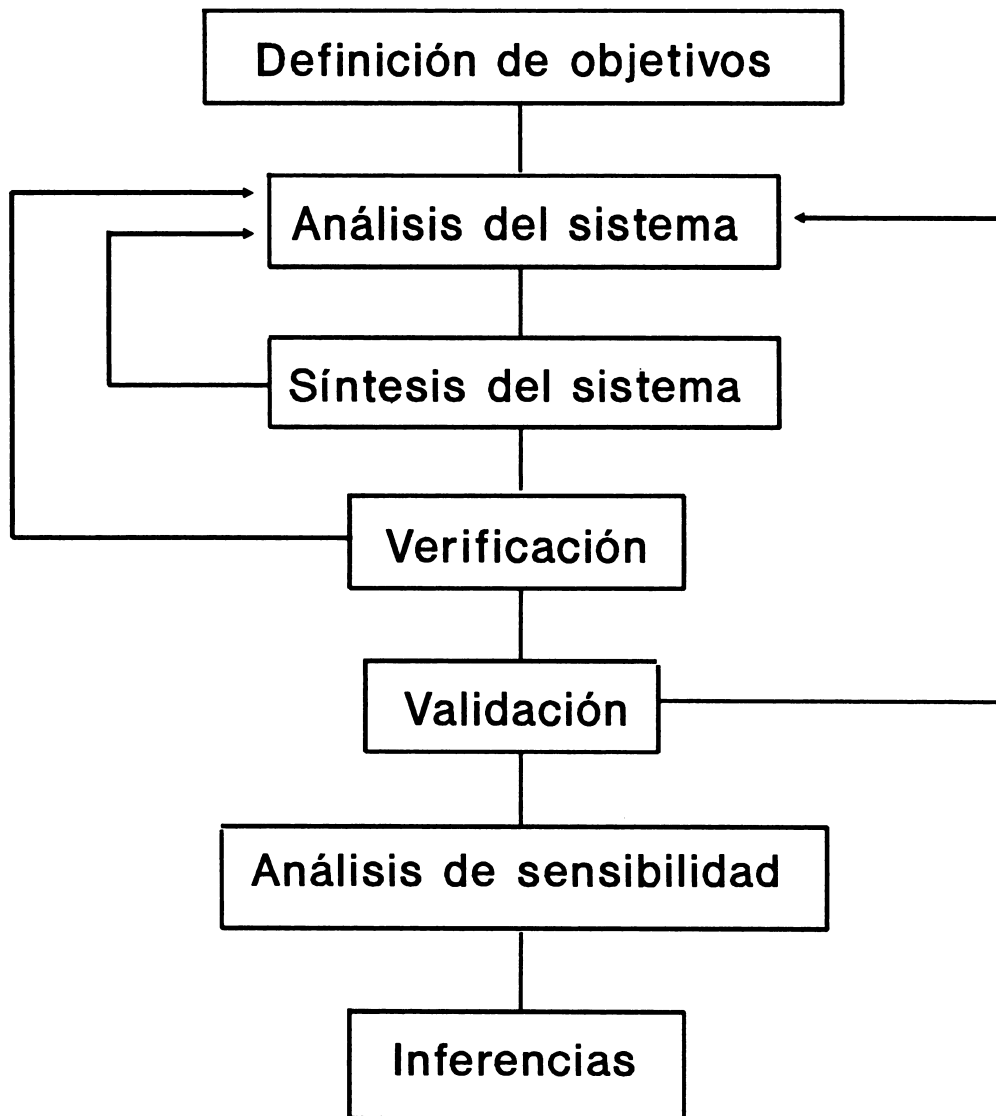 Definición de objetivos
Análisis del sistema
Síntesis del sistema
Verificación
Validación
Análisis de sensibilidad
Inferencias